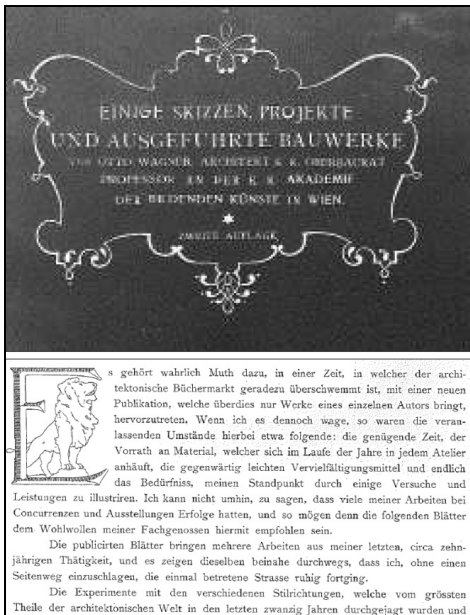 EINIGE SKIZZEN, PROJEKTE
UND AUSGEFÜHRTE BAUWERKE
VON OTTO WAGNER, ARCHITEKT K. K. OBERBAURAT
PROFESSOR AN DER K. K. AKADEMIE
DER BILDENDEN KÜNSTE IN WIEN.
ZWEITE AUFLAGE
Es gehört wahrlich Muth dazu, in einer Zeit, in welcher der archi-
tektonische Büchermarkt geradezu überschwemmt ist, mit einer neuen
Publikation, welche überdies nur Werke eines einzelnen Autors bringt,
hervorzutreten. Wenn ich es dennoch wage, so waren die veran-
lassenden Umstände hierbei etwa folgende: die genügende Zeit, der
Vorrath an Material, welcher sich im Laufe der Jahre in jedem Atelier
anhäuft, die gegenwärtig leichten Vervielfältigungsmittel und endlich
das Bedürfniss, meinen Standpunkt durch einige Versuche und
Leistungen zu illustriren. Ich kann nicht umhin, zu sagen, dass viele meiner Arbeiten bei
Concurrenzen und Ausstellungen Erfolge hatten, und so mögen denn die folgenden Blätter
dem Wohlwollen meiner Fachgenossen hiermit empfohlen sein.
Die publicirten Blätter bringen mehrere Arbeiten aus meiner letzten, circa zehn-
jährigen Thätigkeit, und es zeigen dieselben beinahe durchwegs, dass ich, ohne einen
Seitenweg einzuschlagen, die einmal betretene Strasse ruhig fortging.
Die Experimente mit den verschiedenen Stilrichtungen, welche vom grössten
Theile der architektonischen Welt in den letzten zwanzig Jahren durchgejagt wurden und